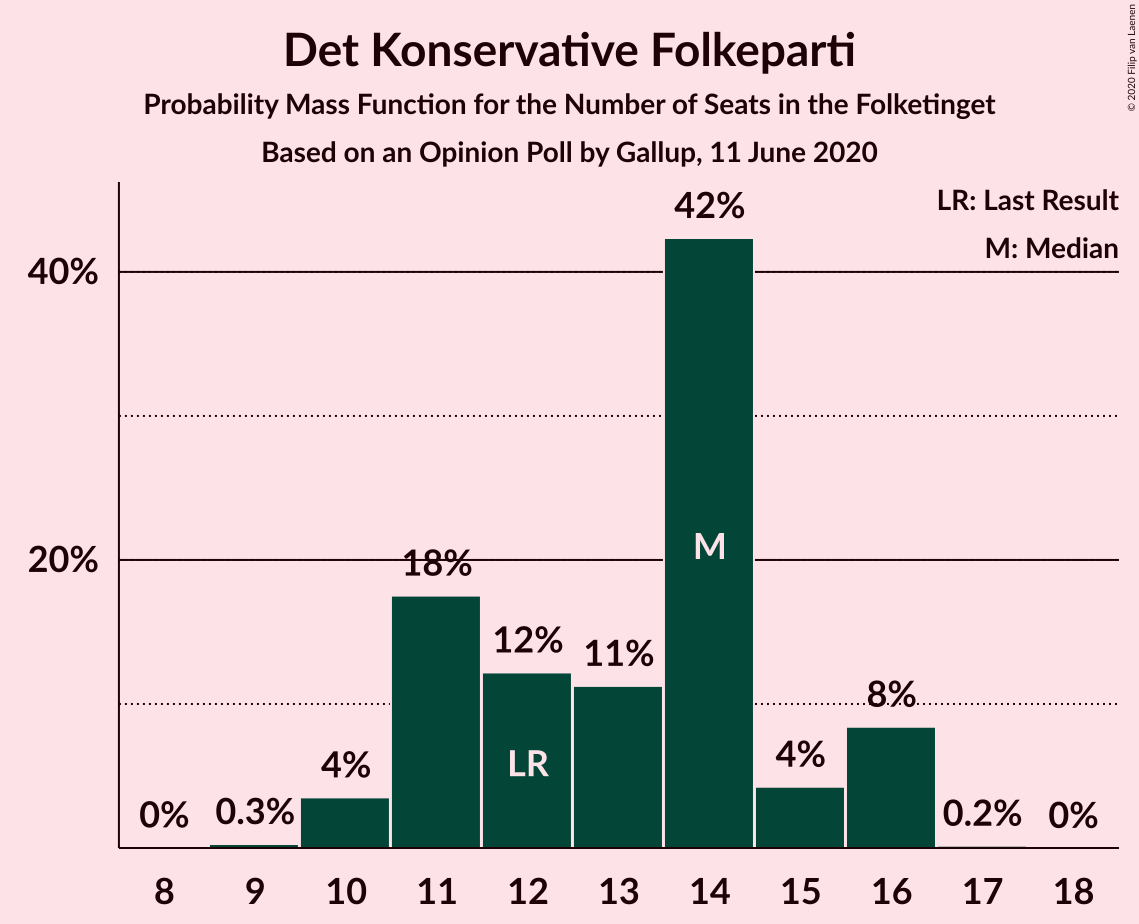 Det Konservative Folkeparti
Probability Mass Function for the Number of Seats in the Folketinget
Based on an Opinion Poll by Gallup, 11 June 2020
© 2020 Filip van Laenen
LR: Last Result
M: Median
40%
20%
0%
0.3%
4%
18%
12%
11%
42%
4%
8%
0.2%
0%
LR
M
8 9 10 11 12 13 14 15 16 17 18